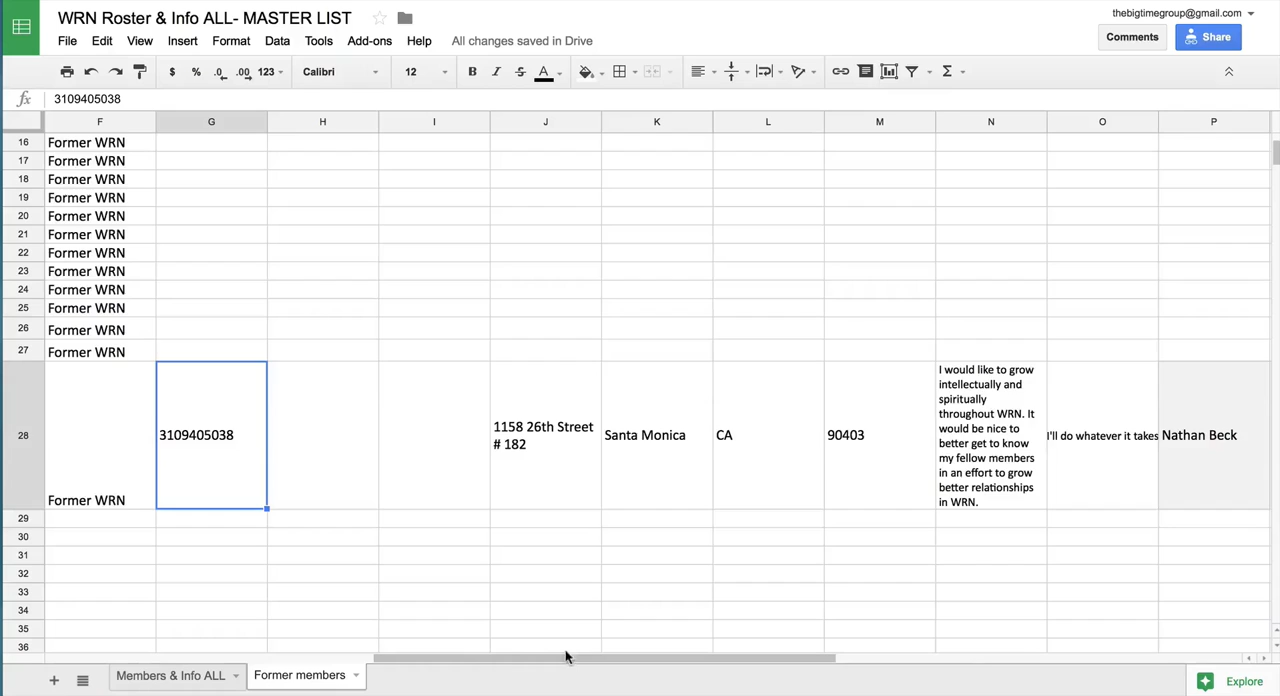 WRN Roster & Info ALL- MASTER LIST
thebigtimegroup@gmail.com
File Edit View Insert Format Data Tools Add-ons Help All changes saved in Drive
Comments
Share
$ % .0 .00 123 Calibri 12 B I S A Σ
fx 3109405038
F G H I J K L M N O P
16 Former WRN
17 Former WRN
18 Former WRN
19 Former WRN
20 Former WRN
21 Former WRN
22 Former WRN
23 Former WRN
24 Former WRN
25 Former WRN
26 Former WRN
27 Former WRN
28 Former WRN
3109405038
1158 26th Street
# 182
Santa Monica
CA
90403
I would like to grow
intellectually and
spiritually
throughout WRN. It
would be nice to
better get to know
my fellow members
in an effort to grow
better relationships
in WRN.
I'll do whatever it takes
Nathan Beck
29
30
31
32
33
34
35
36
+ Members & Info ALL Former members
Explore